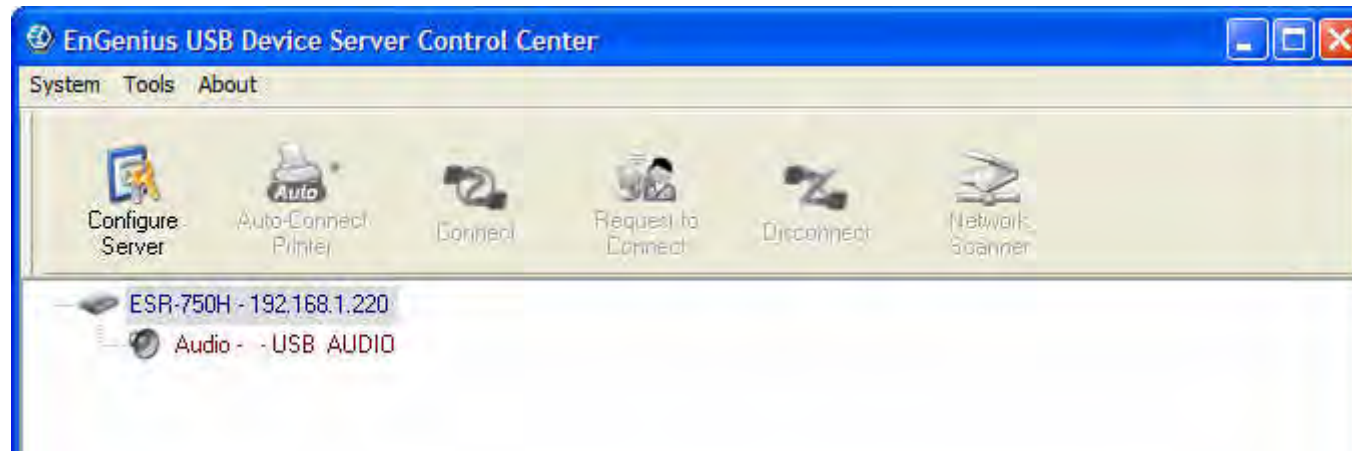 EnGenius USB Device Server Control Center
System Tools About
Auto
Configure Server
Auto-Connect Printer
Connect
Request to Connect
Disconnect
Network Scanner
ESR-750H - 192.168.1.220
Audio - - USB AUDIO